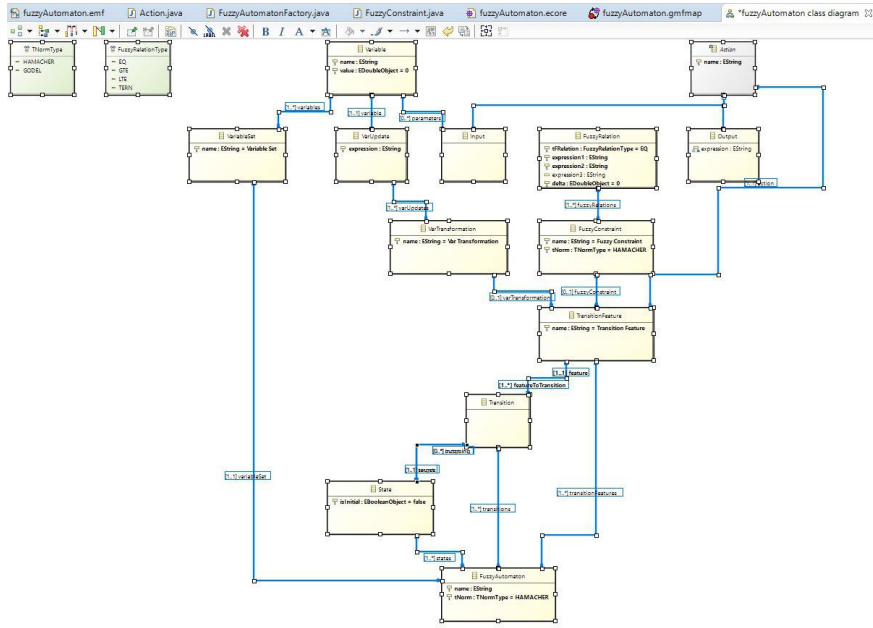 fuzzyAutomaton.emf
Action.java
FuzzyAutomatonFactory.java
FuzzyConstraint.java
fuzzyAutomaton.ecore
fuzzyAutomaton.gmfmap
*fuzzyAutomaton class diagram
B I A
TNormType
HAMACHER
GODEL
FuzzyRelationType
EQ
GTE
LTE
TERN
Variable
name : EString
value : EDoubleObject = 0
Action
name : EString
[1..*] variables
[1..1] variable
[0..*] parameters
VariableSet
name : EString = Variable Set
VarUpdate
expression : EString
Input
FuzzyRelation
tFRelation : FuzzyRelationType = EQ
expression1 : EString
expression2 : EString
expression3 : EString
delta : EDoubleObject = 0
Output
expression : EString
[1..*] varUpdates
[1..*] fuzzyRelations
VarTransformation
name : EString = Var Transformation
FuzzyConstraint
name : EString = Fuzzy Constraint
tNorm : TNormType = HAMACHER
[0..1] varTransformation
[0..1] fuzzyConstraint
TransitionFeature
name : EString = Transition Feature
[1..1] feature
[1..*] featureToTransition
Transition
[1..1] variableSet
State
isInitial : EBooleanObject = false
[1..*] transitions
[1..*] transitionFeatures
[1..*] states
FuzzyAutomaton
name : EString
tNorm : TNormType = HAMACHER